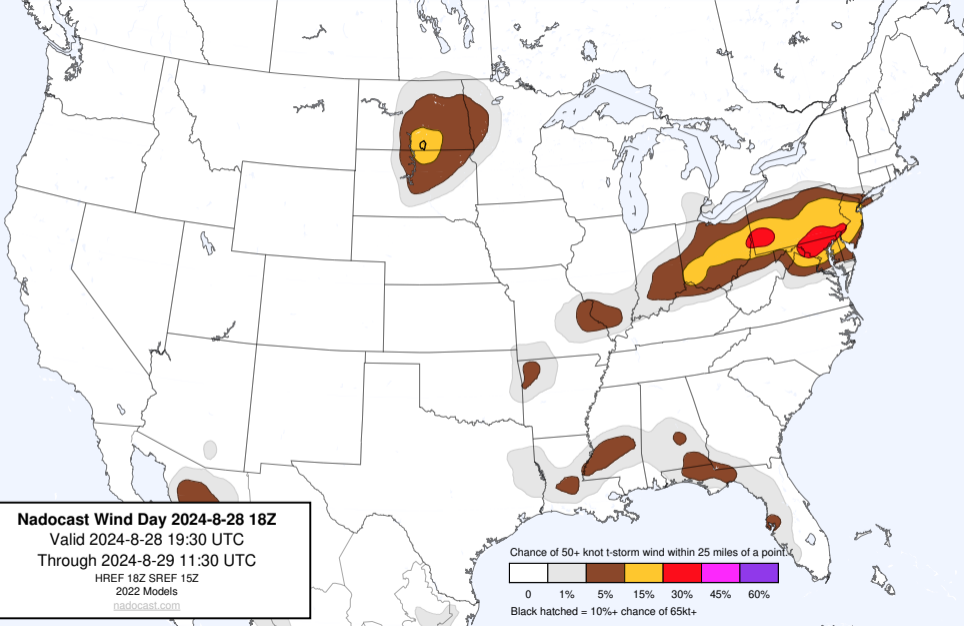 Nadocast Wind Day 2024-8-28 18Z
Valid 2024-8-28 19:30 UTC
Through 2024-8-29 11:30 UTC
HREF 18Z SREF 15Z
2022 Models
nadocast.com
Chance of 50+ knot t-storm wind within 25 miles of a point.
0 1% 5% 15% 30% 45% 60%
Black hatched = 10%+ chance of 65kt+